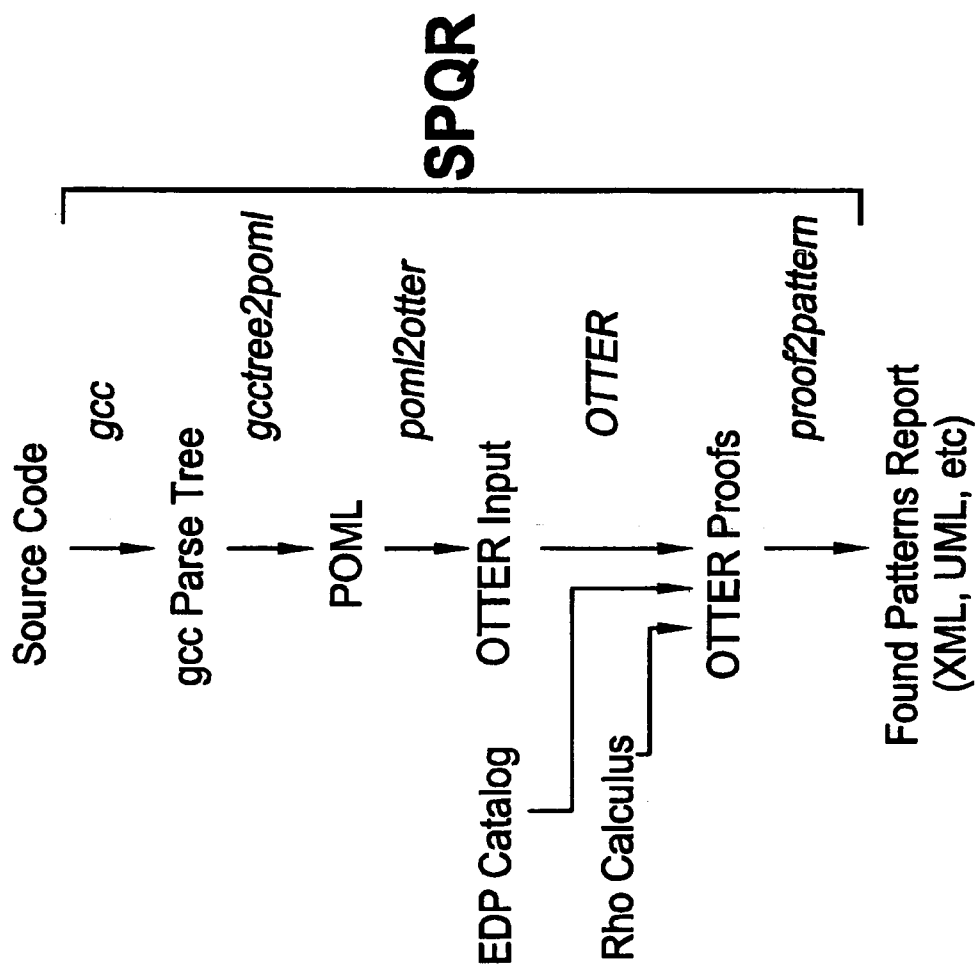 Source Code
gcc
gcc Parse Tree
gcctree2poml
POML
poml2otter
EDP Catalog
OTTER Input
Rho Calculus
OTTER
OTTER Proofs
proof2pattern
Found Patterns Report
(XML, UML, etc)
SPQR